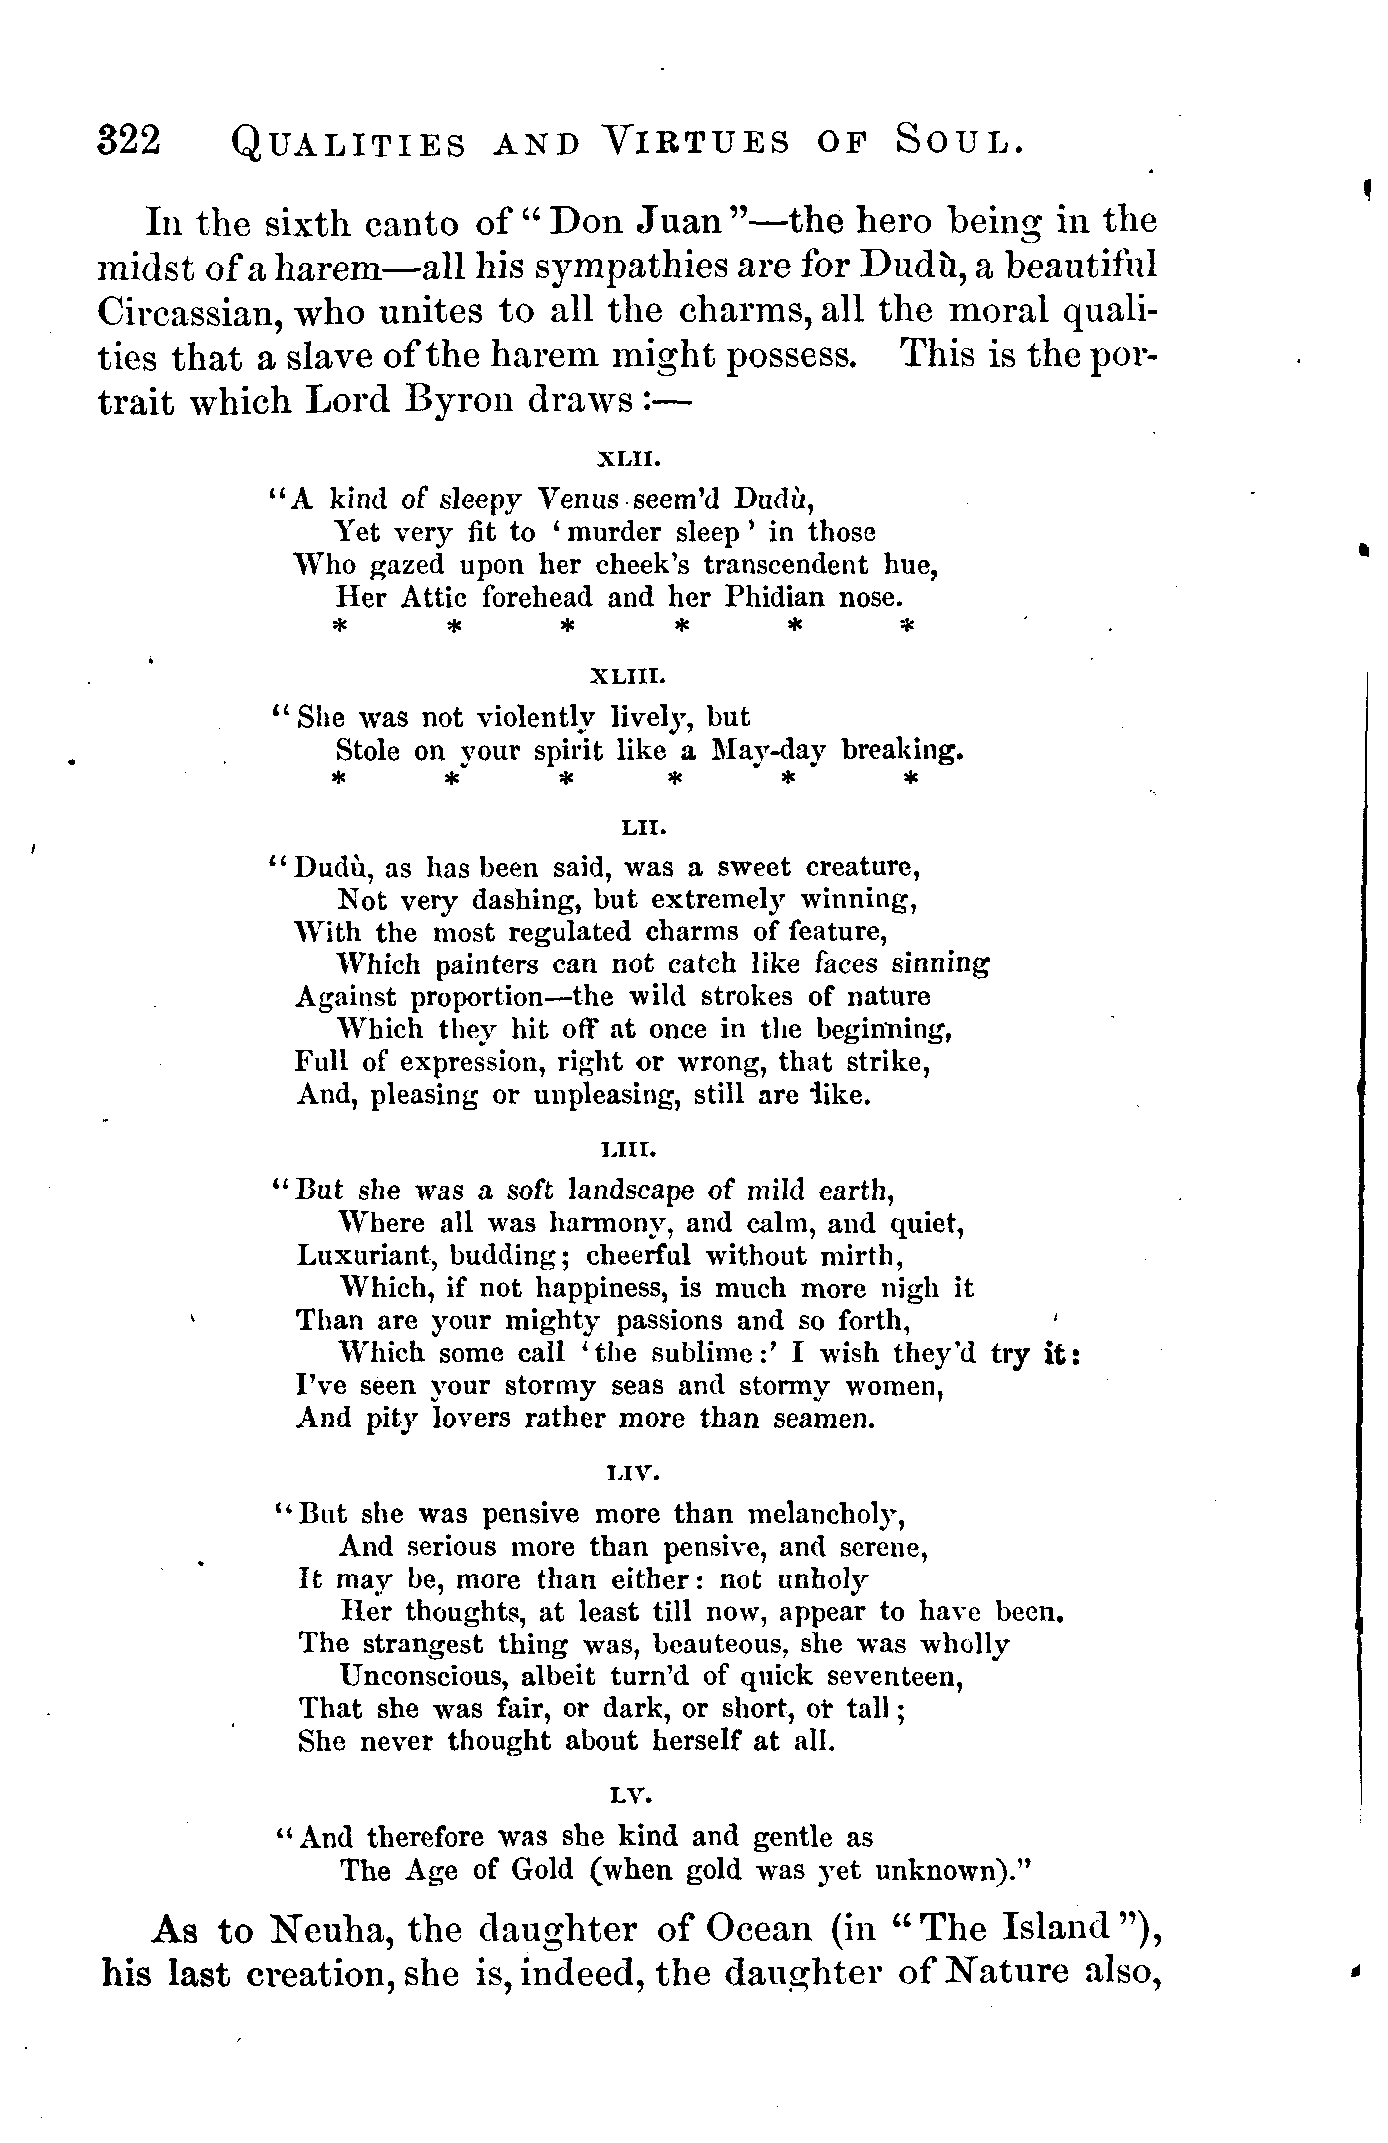 322 QUALITIES AND VIRTUES OF SOUL.
In the sixth canto of "Don Juan"—the hero being in the
midst of a harem—all his sympathies are for Dudù, a beautiful
Circassian, who unites to all the charms, all the moral quali-
ties that a slave of the harem might possess. This is the por-
trait which Lord Byron draws:—
XLII.
"A kind of sleepy Venus seem'd Dudù,
Yet very fit to 'murder sleep' in those
Who gazed upon her cheek's transcendent hue,
Her Attic forehead and her Phidian nose.
* * * * * *
XLIII.
"She was not violently lively, but
Stole on your spirit like a May-day breaking.
* * * * * *
LII.
"Dudù, as has been said, was a sweet creature,
Not very dashing, but extremely winning,
With the most regulated charms of feature,
Which painters can not catch like faces sinning
Against proportion—the wild strokes of nature
Which they hit off at once in the beginning,
Full of expression, right or wrong, that strike,
And, pleasing or unpleasing, still are like.
LIII.
"But she was a soft landscape of mild earth,
Where all was harmony, and calm, and quiet,
Luxuriant, budding; cheerful without mirth,
Which, if not happiness, is much more nigh it
Than are your mighty passions and so forth,
Which some call 'the sublime:' I wish they'd try it:
I've seen your stormy seas and stormy women,
And pity lovers rather more than seamen.
LIV.
"But she was pensive more than melancholy,
And serious more than pensive, and serene,
It may be, more than either: not unholy
Her thoughts, at least till now, appear to have been.
The strangest thing was, beauteous, she was wholly
Unconscious, albeit turn'd of quick seventeen,
That she was fair, or dark, or short, or tall;
She never thought about herself at all.
LV.
"And therefore was she kind and gentle as
The Age of Gold (when gold was yet unknown)."
As to Neuha, the daughter of Ocean (in "The Island"),
his last creation, she is, indeed, the daughter of Nature also,